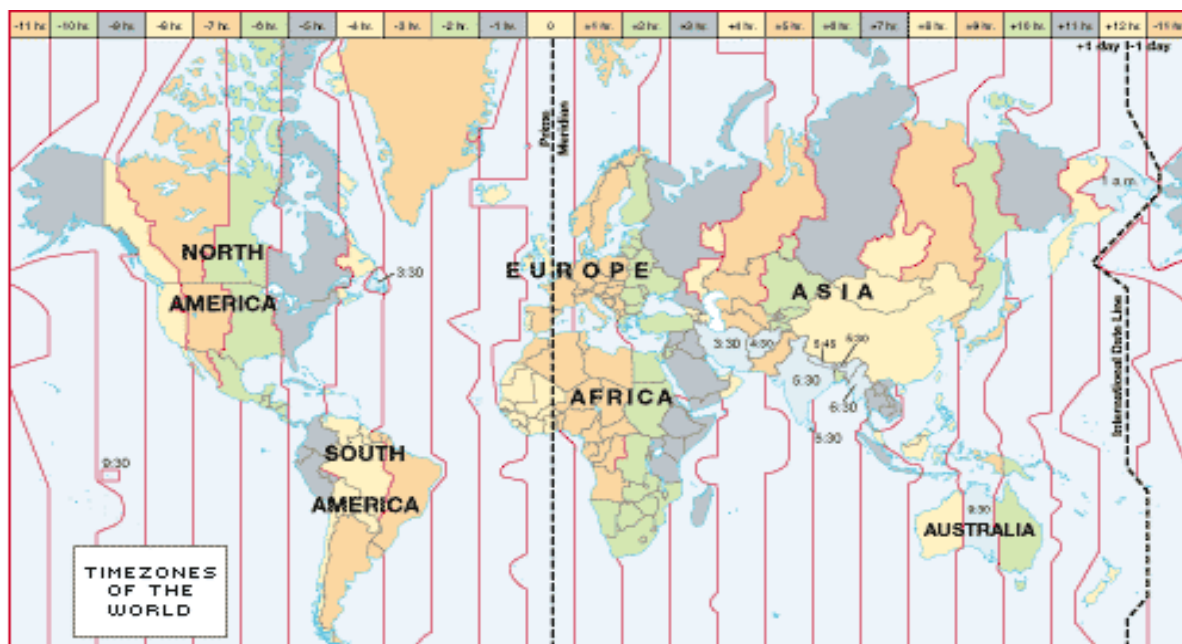 -11 hr. -10 hr. -9 hr. -8 hr. -7 hr. -6 hr. -5 hr. -4 hr. -3 hr. -2 hr. -1 hr. 0 +1 hr. +2 hr. +3 hr. +4 hr. +5 hr. +6 hr. +7 hr. +8 hr. +9 hr. +10 hr. +11 hr. +12 hr. -11 hr.
+1 day -1 day
Prime
Meridian
1 a.m.
NORTH
AMERICA
3:30
EUROPE
ASIA
3:30
4:30
5:45
5:30
6:30
5:30
International Date Line
AFRICA
SOUTH
AMERICA
9:30
9:30
AUSTRALIA
TIMEZONES
OF THE
WORLD